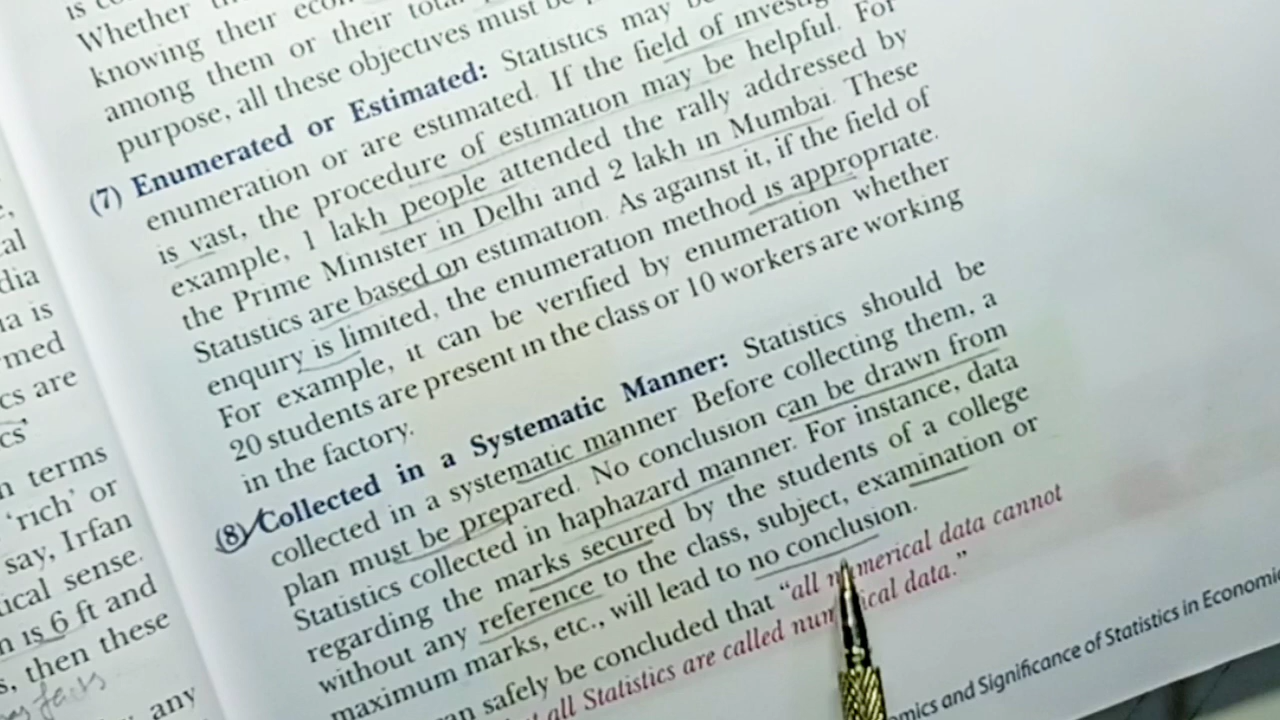 is
Whether
knowing their
among them or their
purpose, all these objectives must be
(7) Enumerated or Estimated: Statistics may
enumeration or are estimated. If the field of
is vast, the procedure of estimation may be helpful. For
example, 1 lakh people attended the rally addressed by
the Prime Minister in Delhi and 2 lakh in Mumbai. These
Statistics are based on estimation. As against it, if the field of
enquiry is limited, the enumeration method is appropriate.
For example, it can be verified by enumeration whether
20 students are present in the class or 10 workers are working
in the factory.
(8) Collected in a Systematic Manner: Statistics should be
collected in a systematic manner Before collecting them, a
plan must be prepared. No conclusion can be drawn from
Statistics collected in haphazard manner. For instance, data
regarding the marks secured by the students of a college
without any reference to the class, subject, examination or
maximum marks, etc., will lead to no conclusion.
safely be concluded that "all numerical data cannot
all Statistics are called numerical data."
and Significance of Statistics in
is
med
cs are
terms
'rich' or
say, Irfan
sense.
is 6 ft and
then these
any